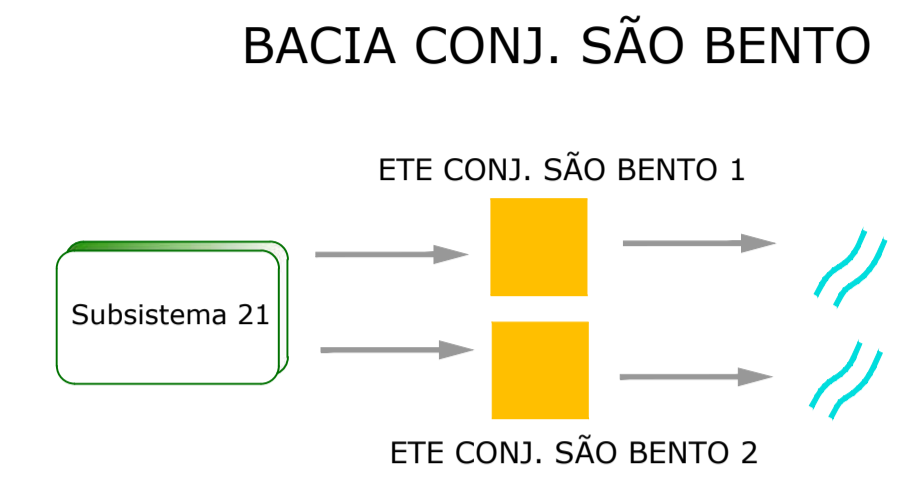 BACIA CONJ. SÃO BENTO
ETE CONJ. SÃO BENTO 1
Subsistema 21
ETE CONJ. SÃO BENTO 2